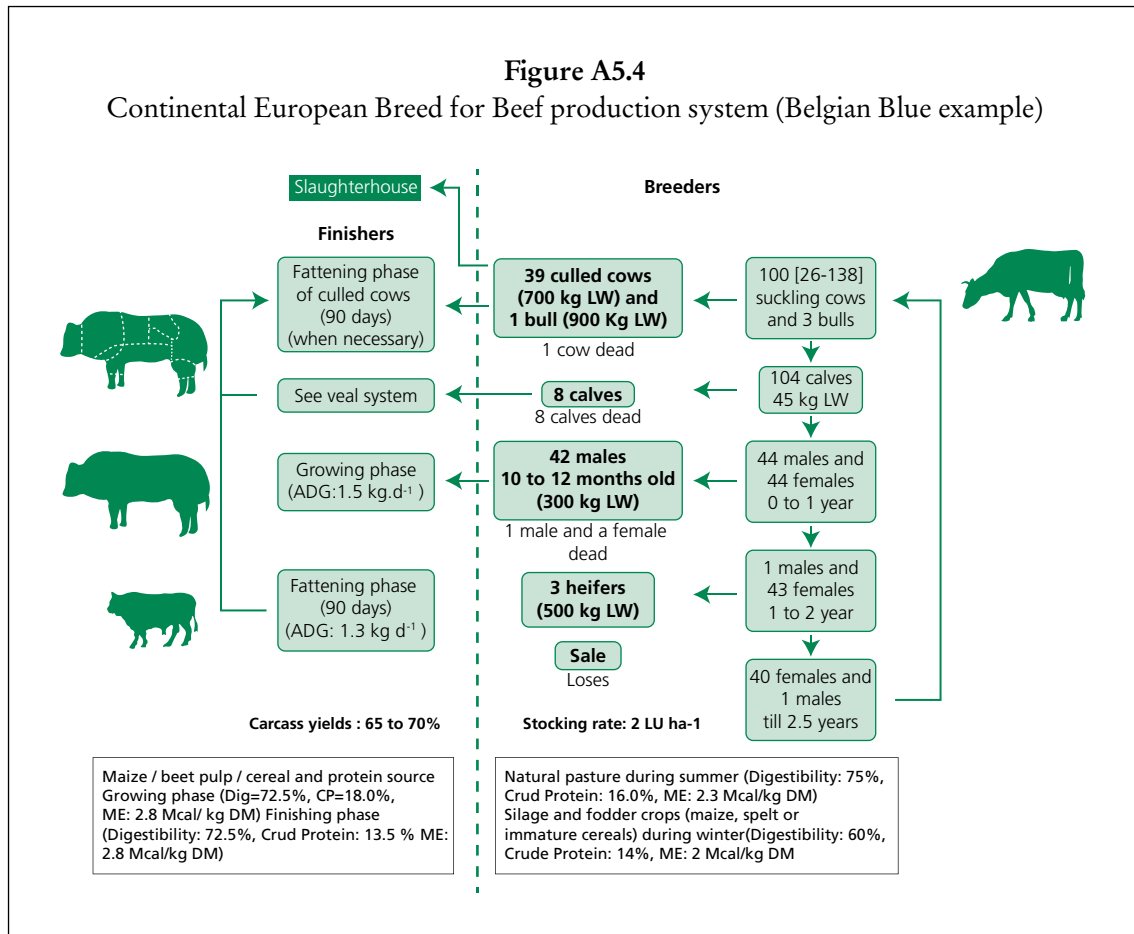 Figure A5.4
Continental European Breed for Beef production system (Belgian Blue example)
Slaughterhouse
Breeders
Finishers
Fattening phase
of culled cows
(90 days)
(when necessary)
39 culled cows
(700 kg LW) and
1 bull (900 Kg LW)
1 cow dead
100 [26-138]
suckling cows
and 3 bulls
See veal system
8 calves
8 calves dead
104 calves
45 kg LW
Growing phase
(ADG:1.5 kg.d-1 )
42 males
10 to 12 months old
(300 kg LW)
1 male and a female
dead
44 males and
44 females
0 to 1 year
Fattening phase
(90 days)
(ADG: 1.3 kg d-1 )
3 heifers
(500 kg LW)
1 males and
43 females
1 to 2 year
Sale
Loses
40 females and
1 males
till 2.5 years
Carcass yields : 65 to 70%
Stocking rate: 2 LU ha-1
Maize / beet pulp / cereal and protein source
Growing phase (Dig=72.5%, CP=18.0%,
ME: 2.8 Mcal/ kg DM) Finishing phase
(Digestibility: 72.5%, Crud Protein: 13.5 % ME:
2.8 Mcal/kg DM)
Natural pasture during summer (Digestibility: 75%,
Crud Protein: 16.0%, ME: 2.3 Mcal/kg DM)
Silage and fodder crops (maize, spelt or
immature cereals) during winter(Digestibility: 60%,
Crude Protein: 14%, ME: 2 Mcal/kg DM